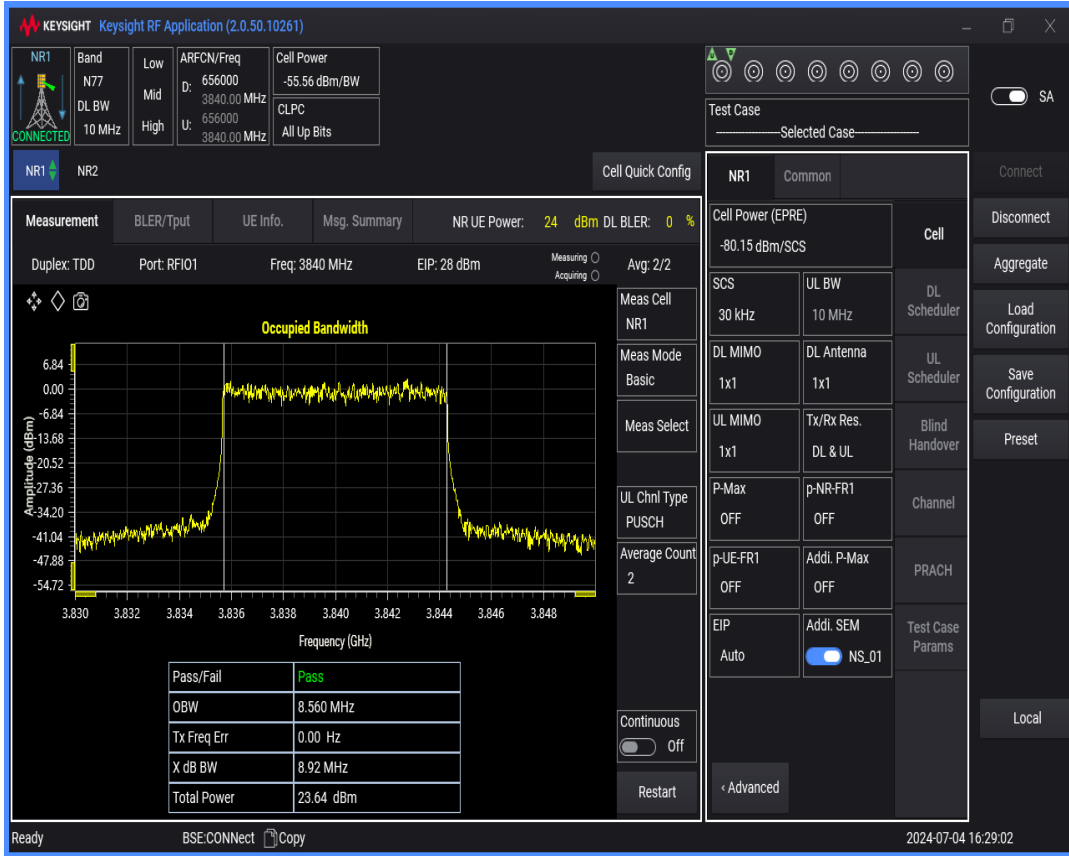 KEYSIGHT Keysight RF Application (2.0.50.10261)
NR1
CONNECTED
Band
N77
DL BW
10 MHz
Low
Mid
High
ARFCN/Freq
D: 656000
3840.00 MHz
U: 656000
3840.00 MHz
Cell Power
-55.56 dBm/BW
CLPC
All Up Bits
Test Case
--------------------Selected Case-----------------
SA
NR1
NR2
Cell Quick Config
NR1
Common
Connect
Disconnect
Aggregate
Load
Configuration
Save
Configuration
Preset
Local
Measurement
BLER/Tput
UE Info.
Msg. Summary
NR UE Power: 24 dBm DL BLER: 0 %
Duplex: TDD
Port: RFIO1
Freq: 3840 MHz
EIP: 28 dBm
Measuring
Acquiring
Avg: 2/2
Occupied Bandwidth
Amplitude (dBm)
6.84
0.00
-6.84
-13.68
-20.52
-27.36
-34.20
-41.04
-47.88
-54.72
3.830 3.832 3.834 3.836 3.838 3.840 3.842 3.844 3.846 3.848
Frequency (GHz)
Pass/Fail Pass
OBW 8.560 MHz
Tx Freq Err 0.00 Hz
X dB BW 8.92 MHz
Total Power 23.64 dBm
Meas Cell
NR1
Meas Mode
Basic
Meas Select
UL Chnl Type
PUSCH
Average Count
2
Continuous
Off
Restart
Cell Power (EPRE)
-80.15 dBm/SCS
SCS
30 kHz
UL BW
10 MHz
DL MIMO
1x1
DL Antenna
1x1
UL MIMO
1x1
Tx/Rx Res.
DL & UL
P-Max
OFF
p-NR-FR1
OFF
p-UE-FR1
OFF
Addi. P-Max
OFF
EIP
Auto
Addi. SEM
NS_01
‹ Advanced
Cell
DL
Scheduler
UL
Scheduler
Blind
Handover
Channel
PRACH
Test Case
Params
Ready
BSE:CONNect
Copy
2024-07-04 16:29:02